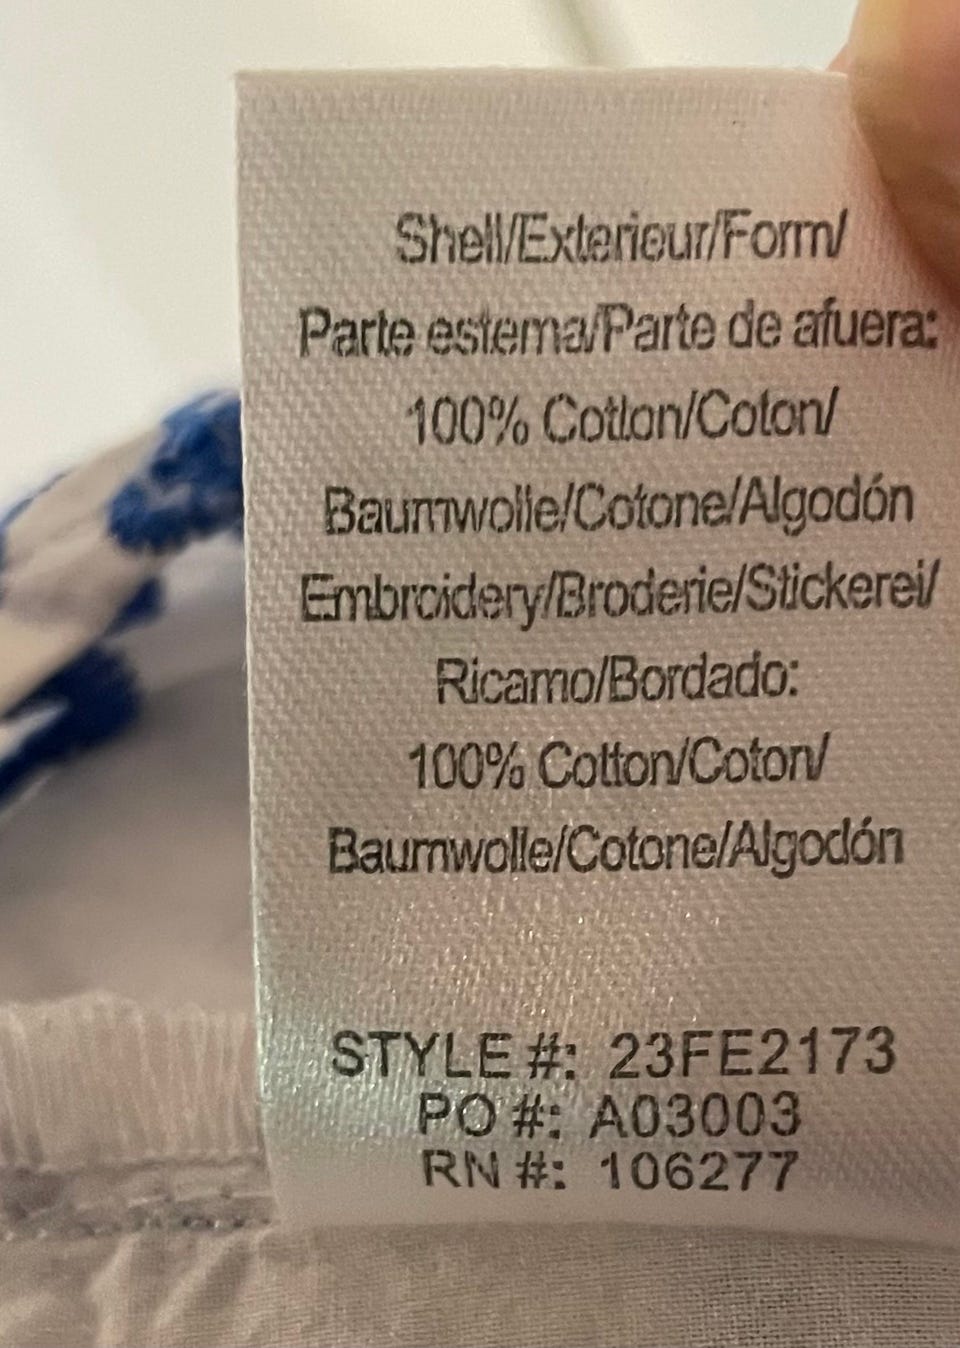 Shell/Exterieur/Form/
Parte esterna/Parte de afuera:
100% Cotton/Coton/
Baumwolle/Cotone/Algodón
Embroidery/Broderie/Stickerei/
Ricamo/Bordado:
100% Cotton/Coton/
Baumwolle/Cotone/Algodón
STYLE #: 23FE2173
PO #: A03003
RN #: 106277